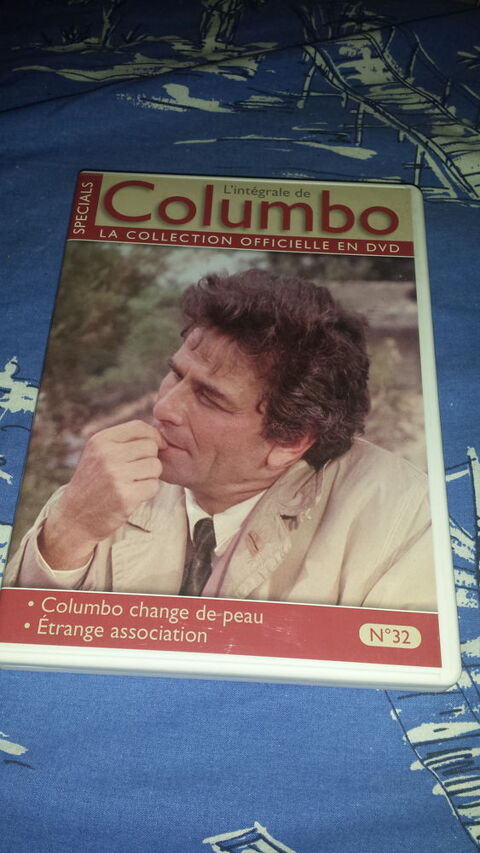 SPECIALS
L'intégrale de
Columbo
LA COLLECTION OFFICIELLE EN DVD
• Columbo change de peau
• Étrange association
N°32